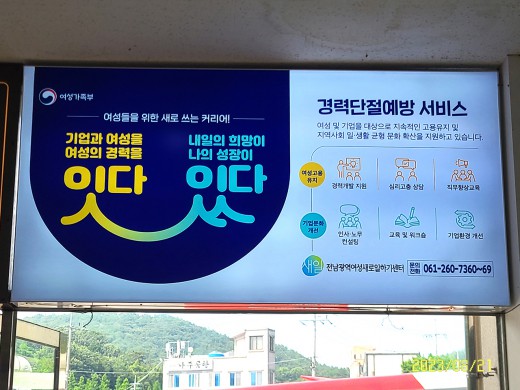 여성가족부
여성들을 위한 새로 쓰는 커리어!
기업과 여성을
여성의 경력을
잇다
내일의 희망이
나의 성장이
있다
경력단절예방 서비스
여성 및 기업을 대상으로 지속적인 고용유지 및
지역사회 일·생활 균형 문화 확산을 지원하고 있습니다.
여성고용
유지
경력개발 지원
심리고충 상담
직무향상교육
기업문화
개선
인사·노무
컨설팅
교육 및 워크숍
기업환경 개선
새일
전남광역여성새로일하기센터
문의
전화
061-260-7360~69